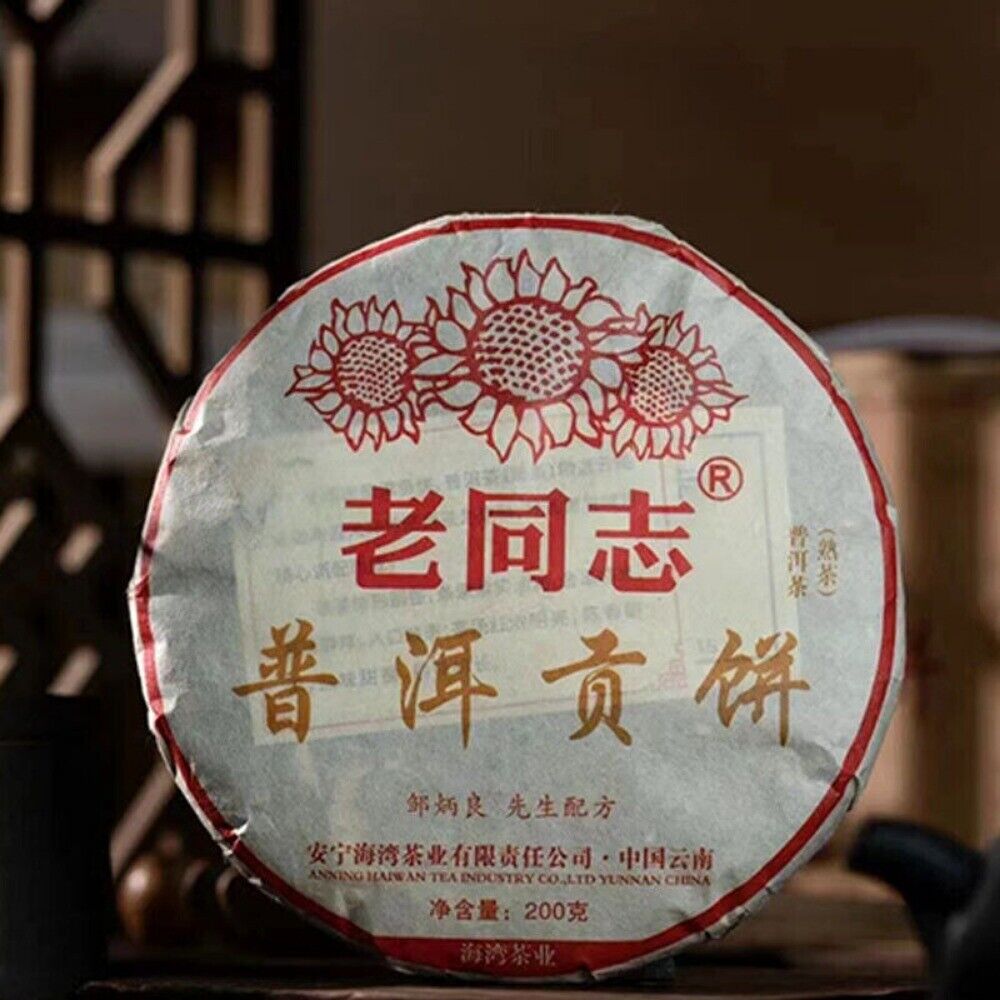 老同志®
普洱茶
（熟茶）
普洱贡饼
邹炳良 先生配方
安宁海湾茶业有限责任公司·中国云南
ANNING HAIWAN TEA INDUSTRY CO.,LTD YUNNAN CHINA
净含量：200克
海湾茶业